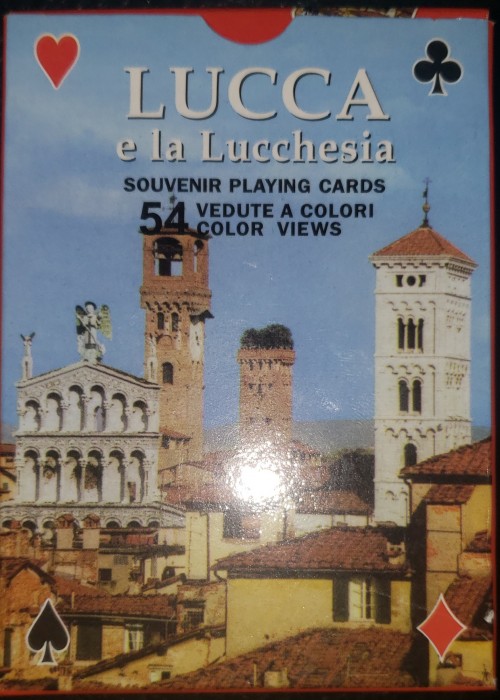 LUCCA
e la Lucchesia
SOUVENIR PLAYING CARDS
54 VEDUTE A COLORI
COLOR VIEWS